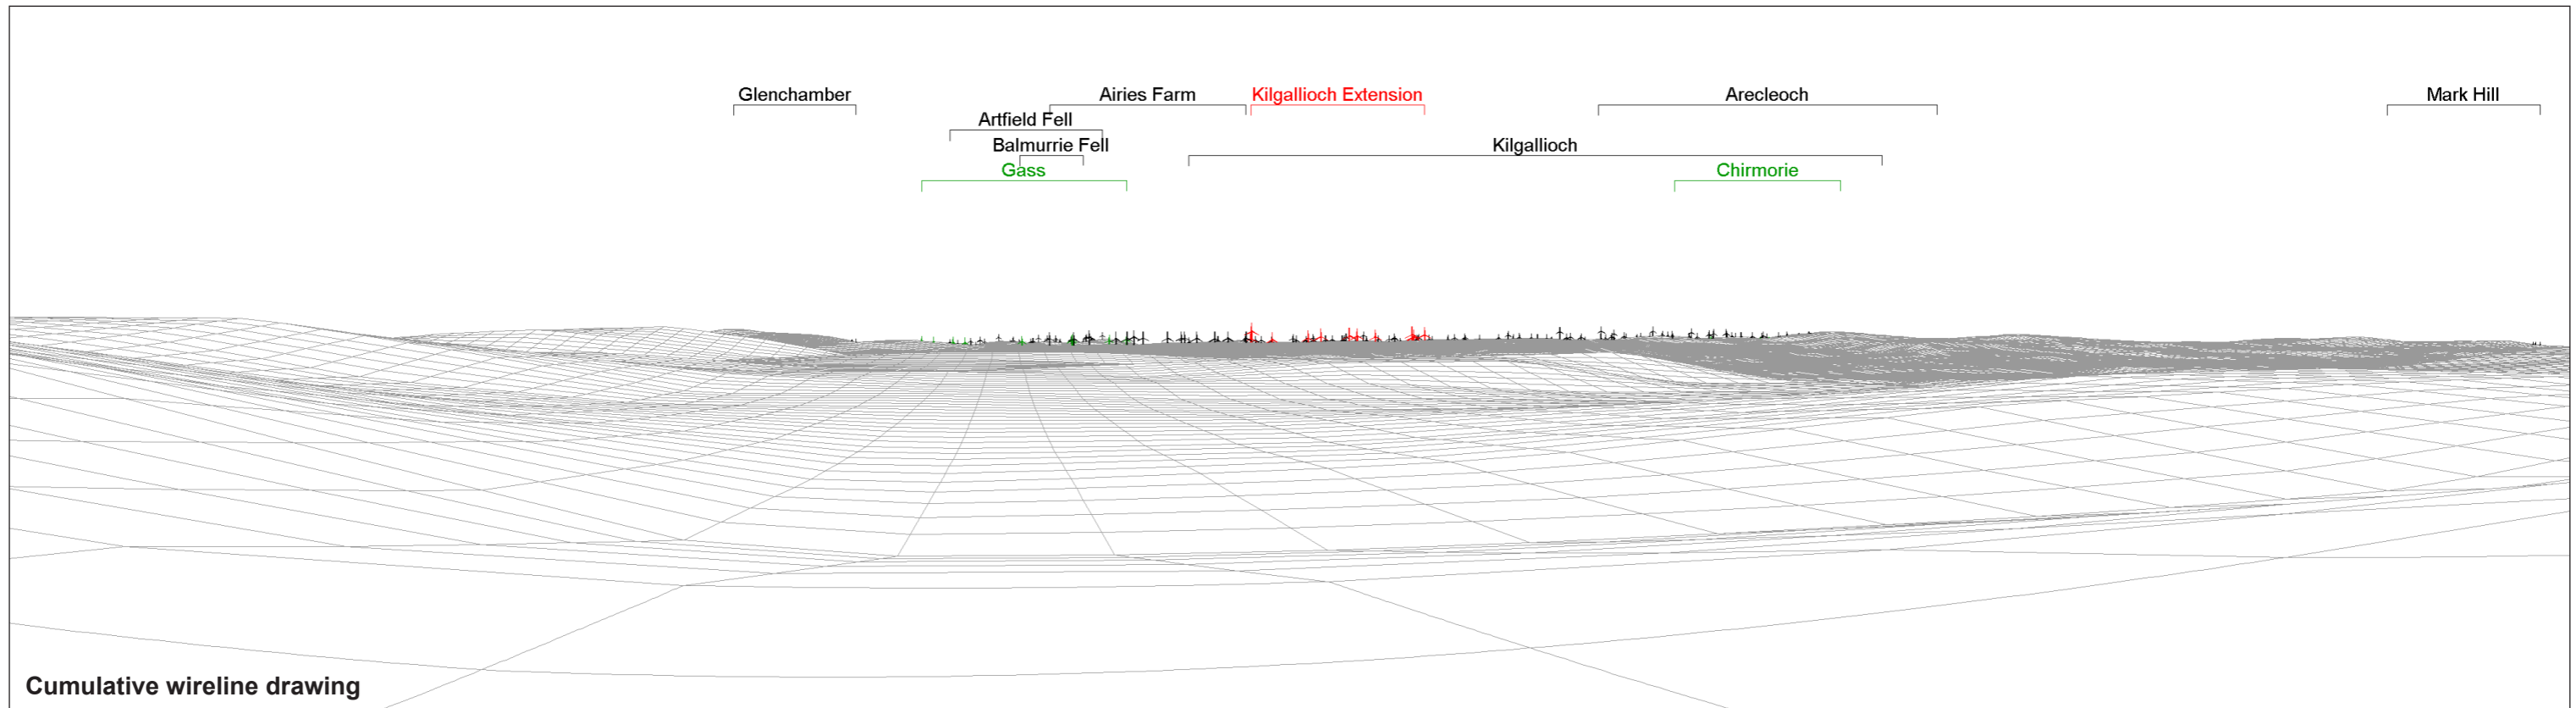 Glenchamber
Airies Farm
Kilgallioch Extension
Arecleoch
Mark Hill
Artfield Fell
Balmurrie Fell
Kilgallioch
Gass
Chirmorie
Cumulative wireline drawing